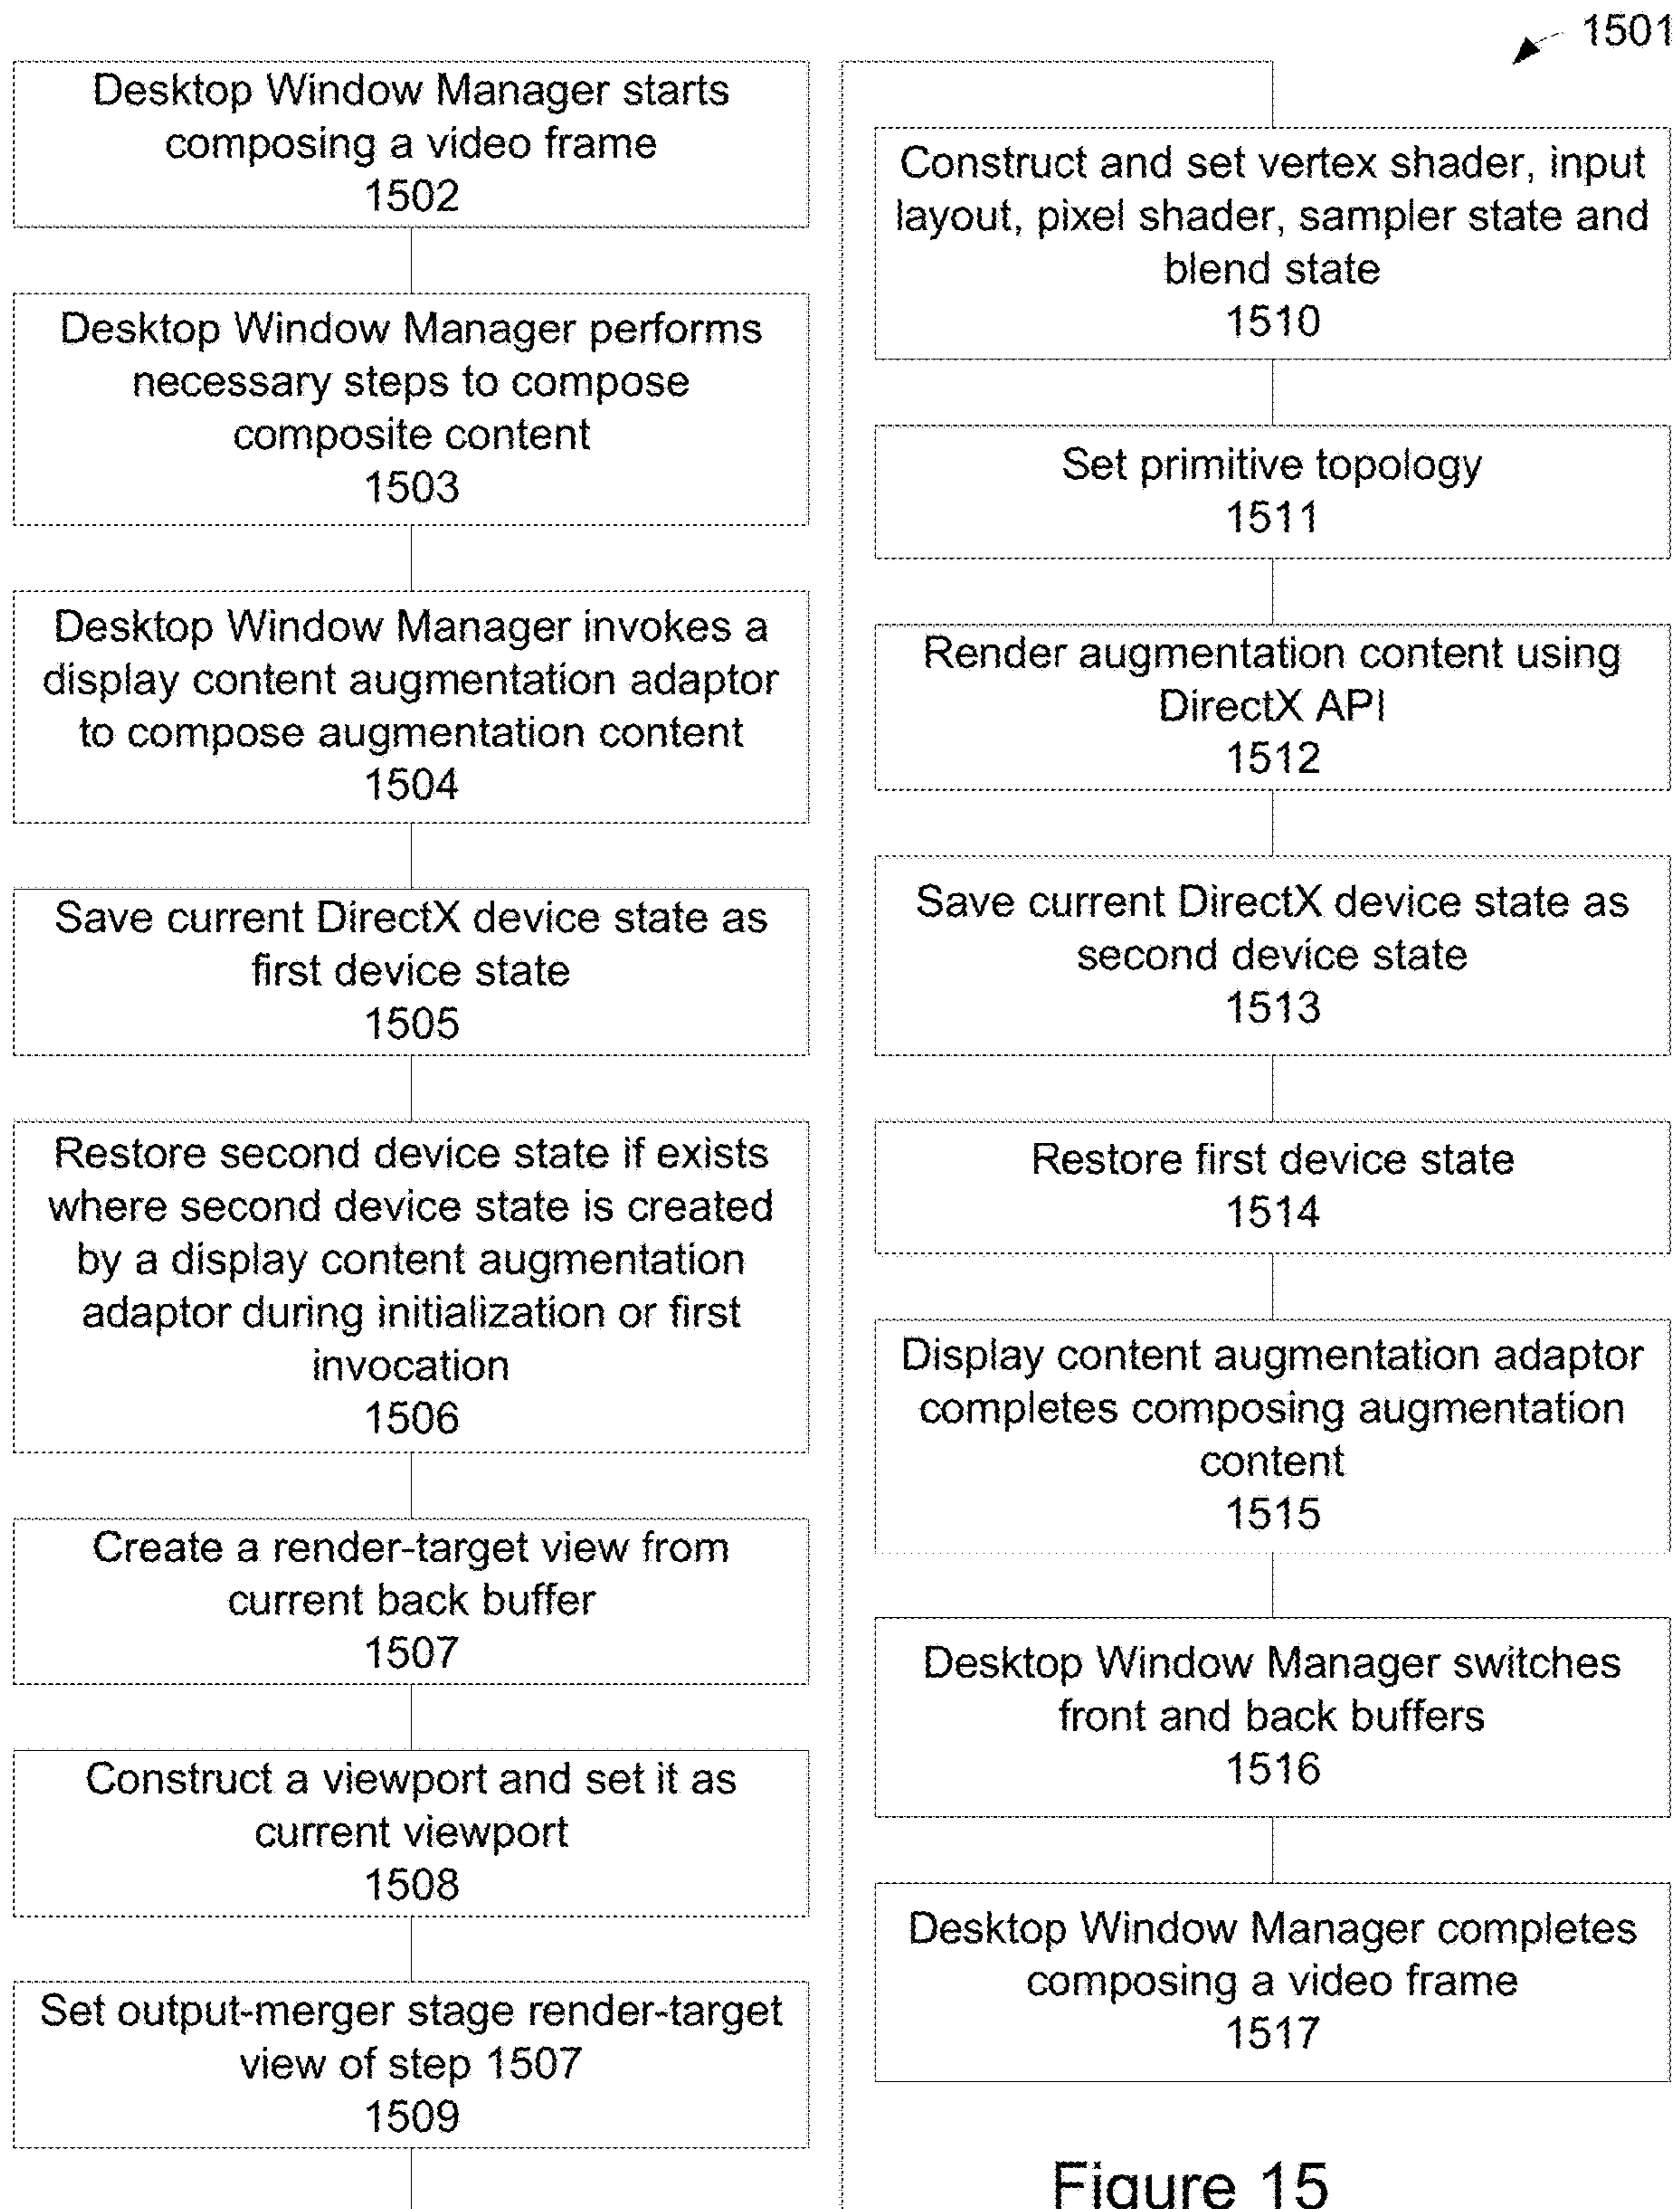 1501
Desktop Window Manager starts
composing a video frame
1502
Desktop Window Manager performs
necessary steps to compose
composite content
1503
Desktop Window Manager invokes a
display content augmentation adaptor
to compose augmentation content
1504
Save current DirectX device state as
first device state
1505
Restore second device state if exists
where second device state is created
by a display content augmentation
adaptor during initialization or first
invocation
1506
Create a render-target view from
current back buffer
1507
Construct a viewport and set it as
current viewport
1508
Set output-merger stage render-target
view of step 1507
1509
Construct and set vertex shader, input
layout, pixel shader, sampler state and
blend state
1510
Set primitive topology
1511
Render augmentation content using
DirectX API
1512
Save current DirectX device state as
second device state
1513
Restore first device state
1514
Display content augmentation adaptor
completes composing augmentation
content
1515
Desktop Window Manager switches
front and back buffers
1516
Desktop Window Manager completes
composing a video frame
1517
Figure 15